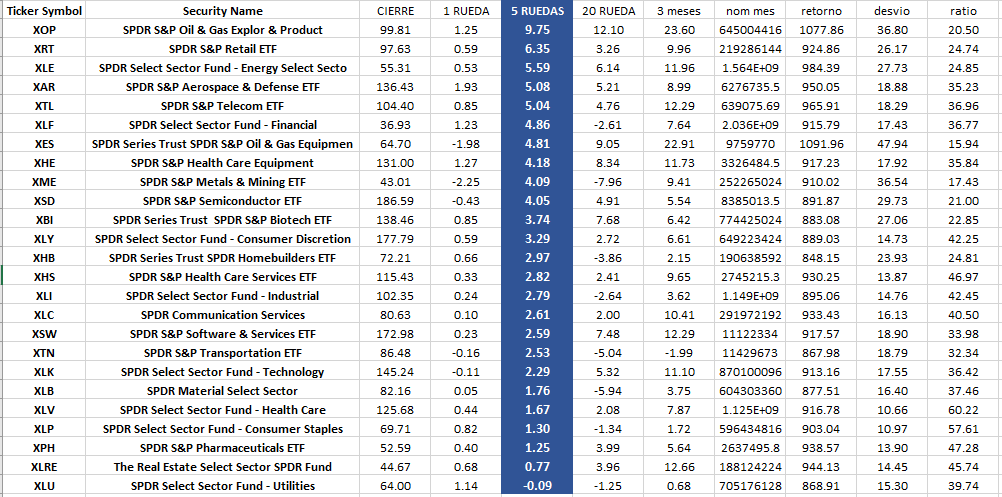 Ticker Symbol Security Name CIERRE 1 RUEDA 5 RUEDAS 20 RUEDA 3 meses nom mes retorno desvio ratio
XOP SPDR S&P Oil & Gas Explor & Product 99.81 1.25 9.75 12.10 23.60 645004416 1077.86 36.80 20.50
XRT SPDR S&P Retail ETF 97.63 0.59 6.35 3.26 9.96 219286144 924.86 26.17 24.74
XLE SPDR Select Sector Fund - Energy Select Secto 55.31 0.53 5.59 6.14 11.96 1.564E+09 984.39 27.73 24.85
XAR SPDR S&P Aerospace & Defense ETF 136.43 1.93 5.08 5.21 8.99 6276735.5 950.05 18.88 35.23
XTL SPDR S&P Telecom ETF 104.40 0.85 5.04 4.76 12.29 639075.69 965.91 18.29 36.96
XLF SPDR Select Sector Fund - Financial 36.93 1.23 4.86 -2.61 7.64 2.036E+09 915.79 17.43 36.77
XES SPDR Series Trust SPDR S&P Oil & Gas Equipmen 64.70 -1.98 4.81 9.05 22.91 9759770 1091.96 47.94 15.94
XHE SPDR S&P Health Care Equipment 131.00 1.27 4.18 8.34 11.73 3326484.5 917.23 17.92 35.84
XME SPDR S&P Metals & Mining ETF 43.01 -2.25 4.09 -7.96 9.41 252265024 910.02 36.54 17.43
XSD SPDR S&P Semiconductor ETF 186.59 -0.43 4.05 4.91 5.54 8385013.5 891.87 29.73 21.00
XBI SPDR Series Trust SPDR S&P Biotech ETF 138.46 0.85 3.74 7.68 6.42 774425024 883.08 27.06 22.85
XLY SPDR Select Sector Fund - Consumer Discretion 177.79 0.59 3.29 2.72 6.61 649223424 889.03 14.73 42.25
XHB SPDR Series Trust SPDR Homebuilders ETF 72.21 0.66 2.97 -3.86 2.15 190638592 848.15 23.93 24.81
XHS SPDR S&P Health Care Services ETF 115.43 0.33 2.82 2.41 9.65 2745215.3 930.25 13.87 46.97
XLI SPDR Select Sector Fund - Industrial 102.35 0.24 2.79 -2.64 3.62 1.149E+09 895.06 14.76 42.45
XLC SPDR Communication Services 80.63 0.10 2.61 2.00 10.41 291972192 933.43 16.13 40.50
XSW SPDR S&P Software & Services ETF 172.98 0.23 2.59 7.48 12.29 11122334 917.57 18.90 33.98
XTN SPDR S&P Transportation ETF 86.48 -0.16 2.53 -5.04 -1.99 11429673 867.98 18.79 32.34
XLK SPDR Select Sector Fund - Technology 145.24 -0.11 2.29 5.32 11.10 870100096 913.16 17.55 36.42
XLB SPDR Material Select Sector 82.16 0.05 1.76 -5.94 3.75 604303360 877.51 16.40 37.46
XLV SPDR Select Sector Fund - Health Care 125.68 0.44 1.67 2.08 7.87 1.125E+09 916.78 10.66 60.22
XLP SPDR Select Sector Fund - Consumer Staples 69.71 0.82 1.30 -1.34 1.72 596434816 903.04 10.97 57.61
XPH SPDR S&P Pharmaceuticals ETF 52.59 0.40 1.25 3.99 5.64 2637495.8 938.57 13.90 47.28
XLRE The Real Estate Select Sector SPDR Fund 44.67 0.68 0.77 3.96 12.66 188124224 944.13 14.45 45.74
XLU SPDR Select Sector Fund - Utilities 64.00 1.14 -0.09 -1.25 0.68 705176128 868.91 15.30 39.74